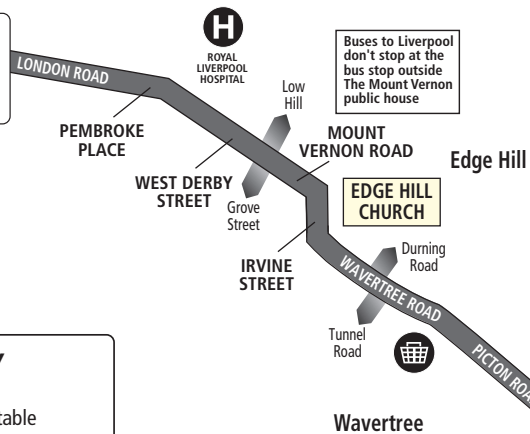 LONDON ROAD
H
ROYAL
LIVERPOOL
HOSPITAL
Buses to Liverpool
don't stop at the
bus stop outside
The Mount Vernon
public house
Low
Hill
PEMBROKE
PLACE
MOUNT
VERNON ROAD
Edge Hill
WEST DERBY
STREET
Grove
Street
EDGE HILL
CHURCH
IRVINE
STREET
Durning
Road
WAVERTREE ROAD
Tunnel
Road
PICTON
Wavertree